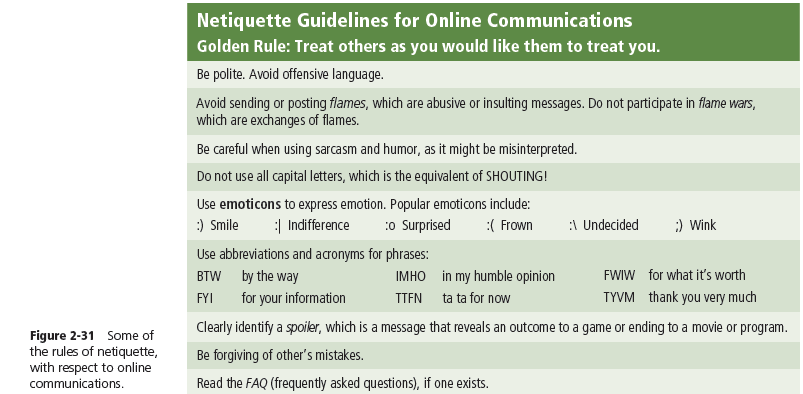 Netiquette Guidelines for Online Communications
Golden Rule: Treat others as you would like them to treat you.
Be polite. Avoid offensive language.
Avoid sending or posting flames, which are abusive or insulting messages. Do not participate in flame wars,
which are exchanges of flames.
Be careful when using sarcasm and humor, as it might be misinterpreted.
Do not use all capital letters, which is the equivalent of SHOUTING!
Use emoticons to express emotion. Popular emoticons include:
:) Smile :| Indifference :o Surprised :( Frown :\ Undecided ;) Wink
Use abbreviations and acronyms for phrases:
BTW by the way IMHO in my humble opinion FWIW for what it's worth
FYI for your information TTFN ta ta for now TYVM thank you very much
Clearly identify a spoiler, which is a message that reveals an outcome to a game or ending to a movie or program.
Be forgiving of other's mistakes.
Read the FAQ (frequently asked questions), if one exists.
Figure 2-31 Some of
the rules of netiquette,
with respect to online
communications.